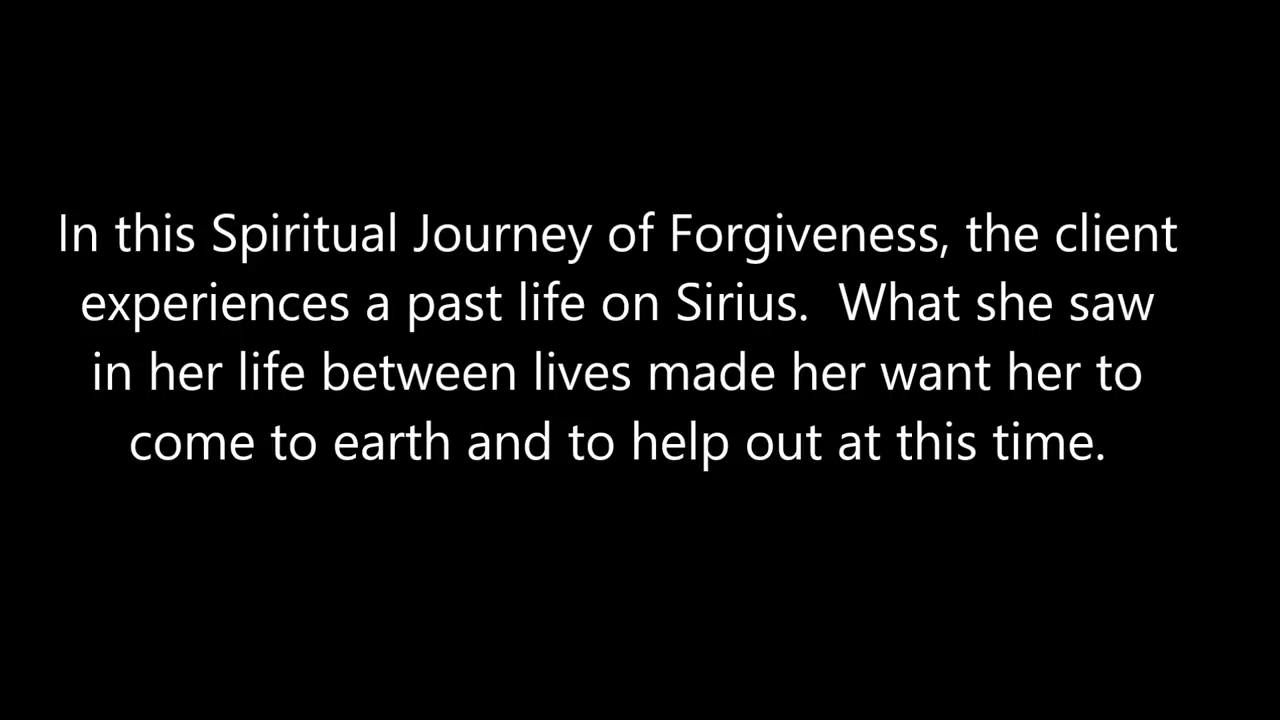 In this Spiritual Journey of Forgiveness, the client
experiences a past life on Sirius.  What she saw
in her life between lives made her want her to
come to earth and to help out at this time.